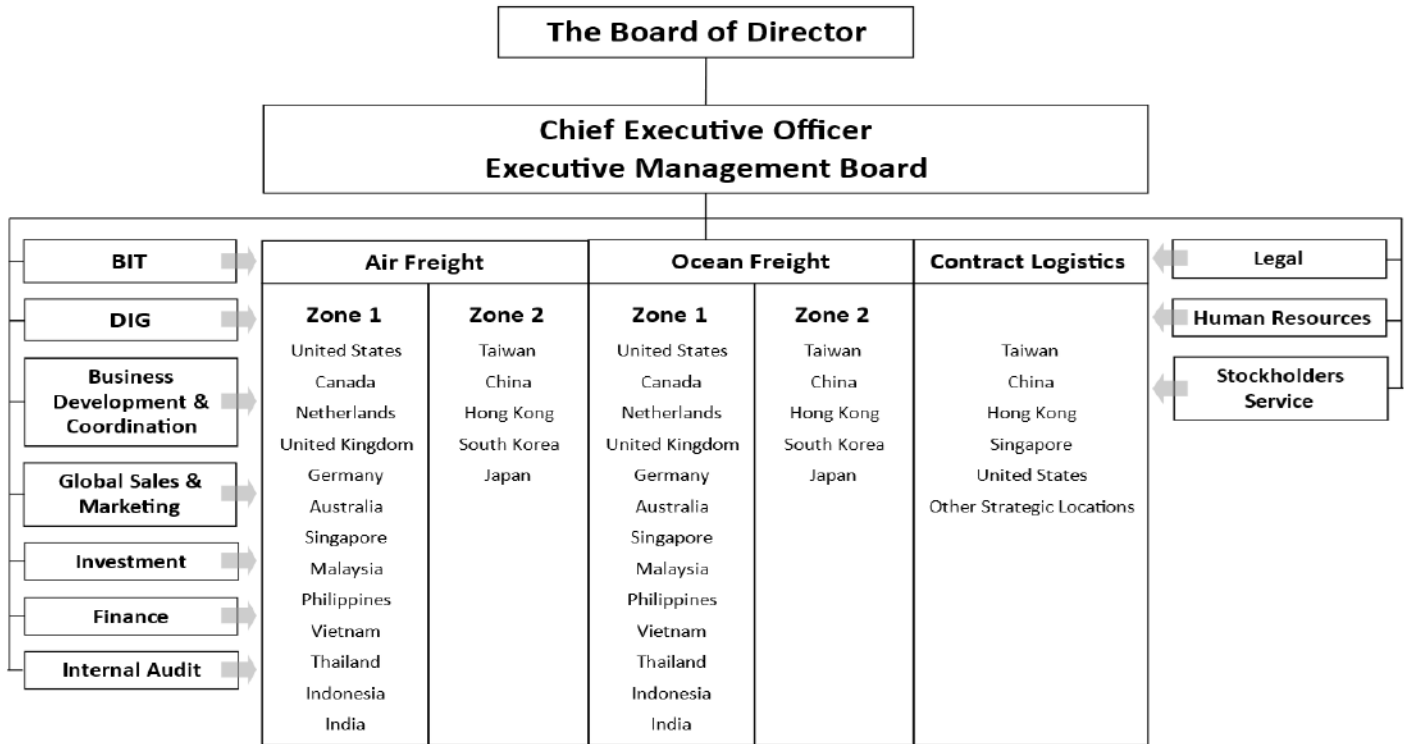 The Board of Director
Chief Executive Officer
Executive Management Board
BIT
DIG
Business
Development &
Coordination
Global Sales &
Marketing
Investment
Finance
Internal Audit
Air Freight
Zone 1
United States
Canada
Netherlands
United Kingdom
Germany
Australia
Singapore
Malaysia
Philippines
Vietnam
Thailand
Indonesia
India
Zone 2
Taiwan
China
Hong Kong
South Korea
Japan
Ocean Freight
Zone 1
United States
Canada
Netherlands
United Kingdom
Germany
Australia
Singapore
Malaysia
Philippines
Vietnam
Thailand
Indonesia
India
Zone 2
Taiwan
China
Hong Kong
South Korea
Japan
Contract Logistics
Taiwan
China
Hong Kong
Singapore
United States
Other Strategic Locations
Legal
Human Resources
Stockholders
Service